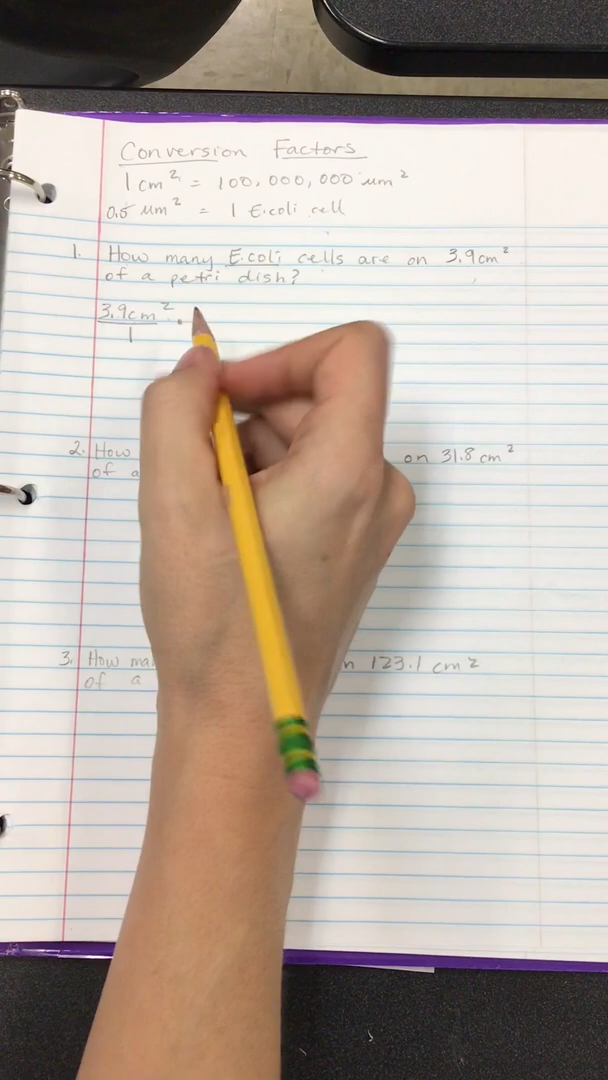 Conversion Factors
1 cm² = 100,000,000 um²
0.5 um² = 1 E.coli cell
1. How many E.coli cells are on 3.9cm²
of a petri dish?
3.9cm² ·
1
2. How on 31.8 cm²
of a
3. How 123.1 cm²
of a